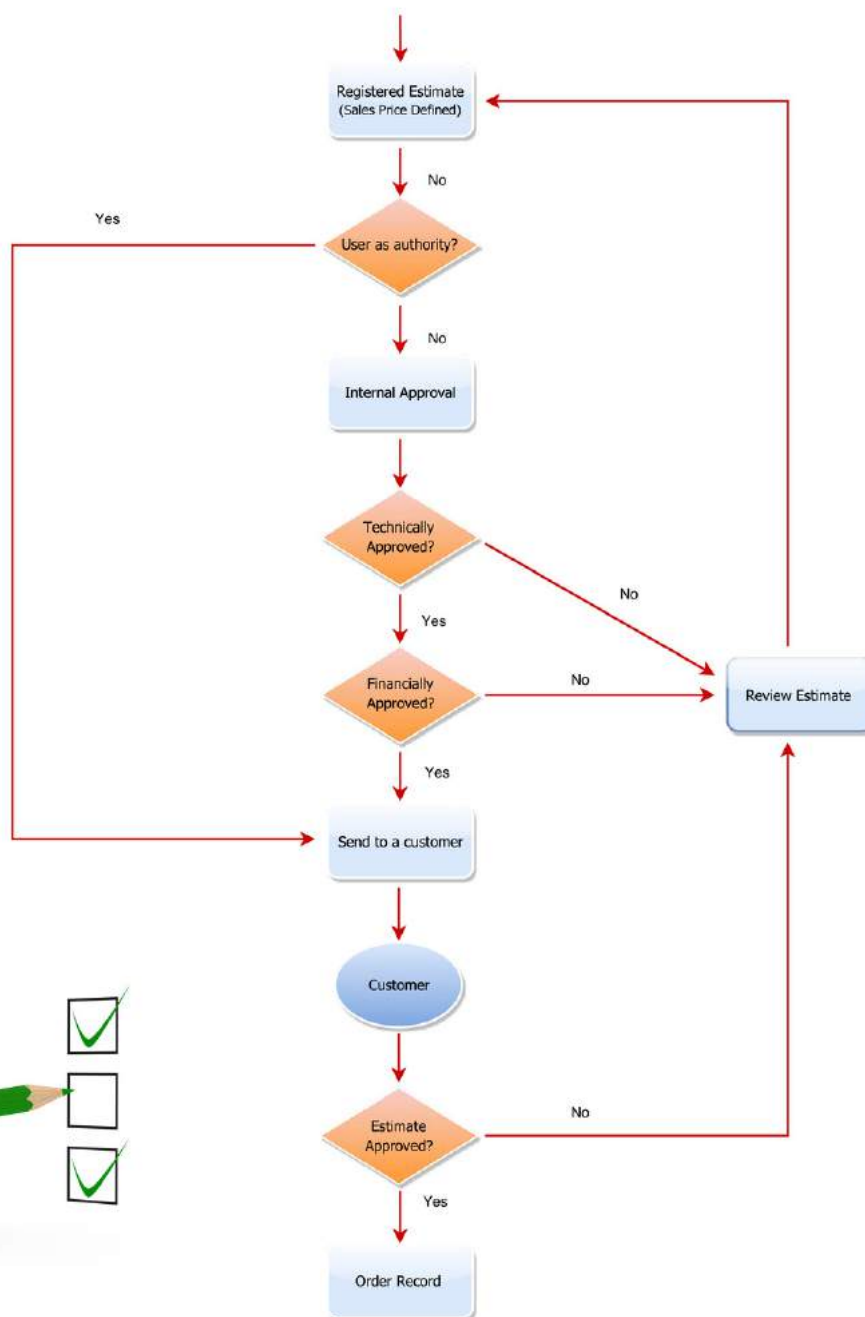 Registered Estimate
(Sales Price Defined)
No
Yes
User as authority?
No
Internal Approval
Technically
Approved?
No
Yes
Financially
Approved?
No
Review Estimate
Yes
Send to a customer
Customer
Estimate
Approved?
No
Yes
Order Record